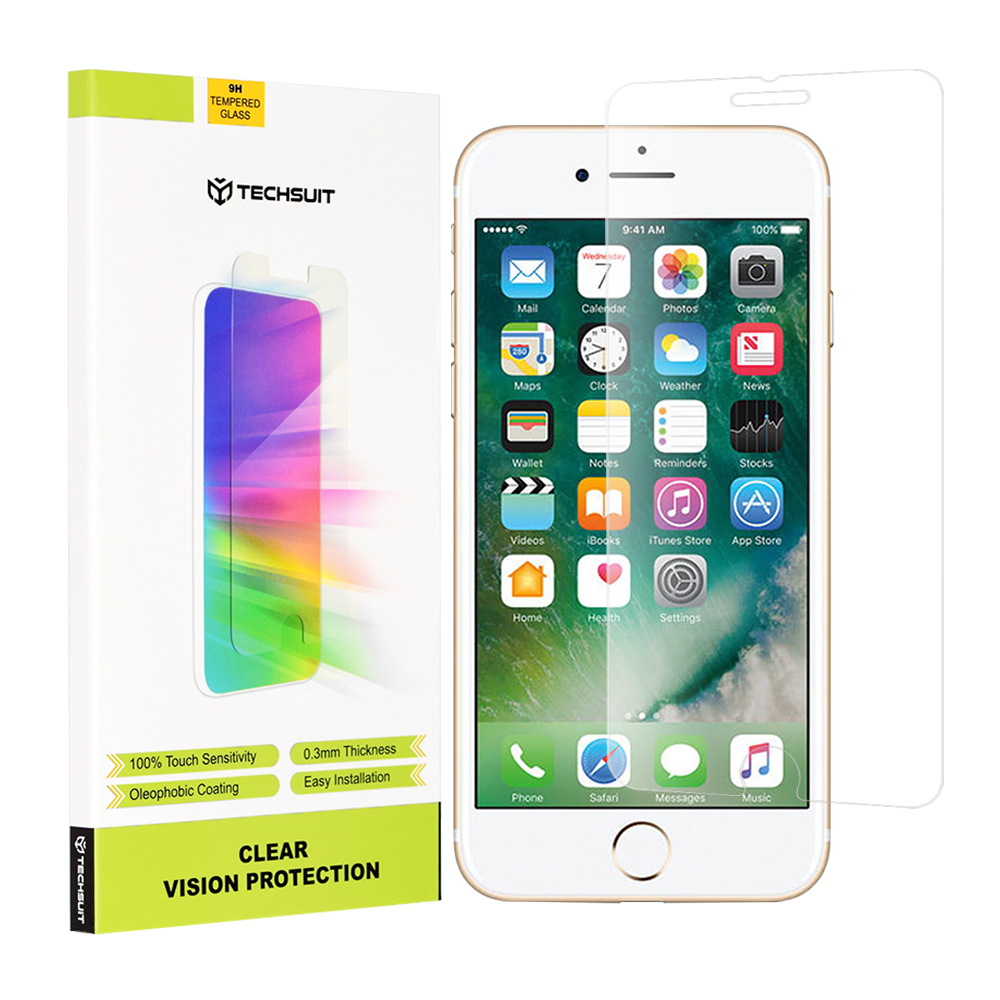 9H
TEMPERED
GLASS
TECHSUIT
100% Touch Sensitivity
0.3mm Thickness
Oleophobic Coating
Easy Installation
CLEAR
VISION PROTECTION
TECHSUIT
9:41 AM 100%
Wednesday
7
Mail Calendar Photos Camera
280
12
Maps Clock Weather News
Wallet Notes Reminders Stocks
Videos iBooks iTunes Store App Store
Home Health Settings
Phone Safari Messages Music